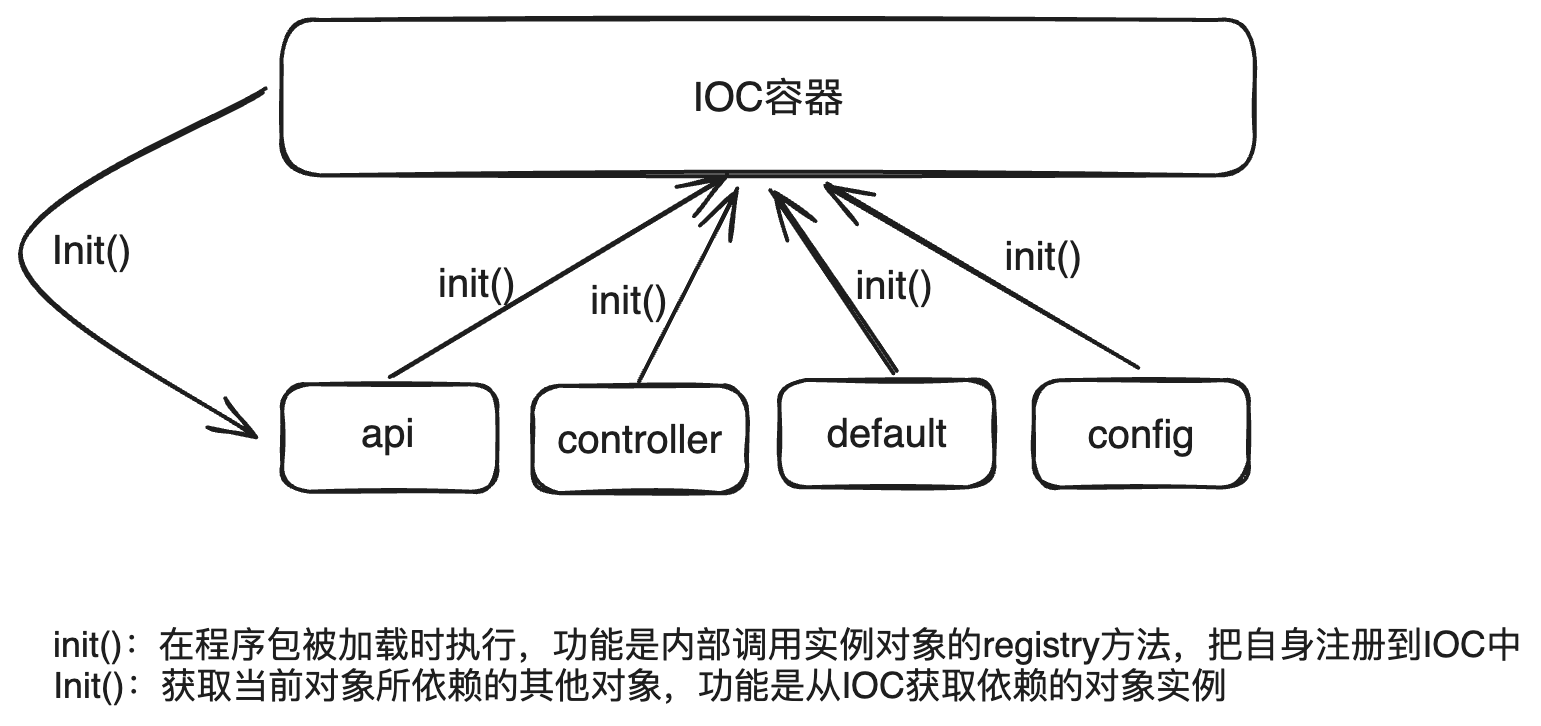 IOC容器
Init()
init()
init()
init()
init()
api
controller
default
config
init()：在程序包被加载时执行，功能是内部调用实例对象的registry方法，把自身注册到IOC中
Init()：获取当前对象所依赖的其他对象，功能是从IOC获取依赖的对象实例